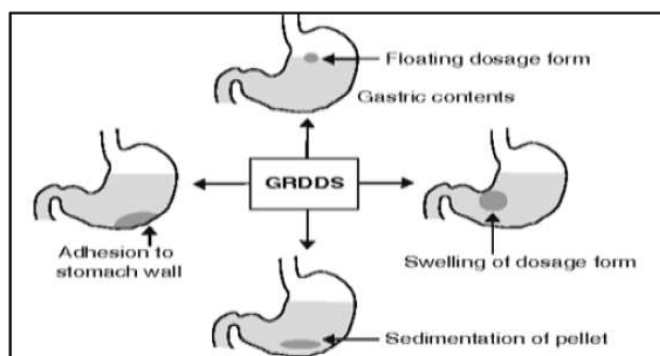 Floating dosage form
Gastric contents
GRDDS
Adhesion to
stomach wall
Swelling of dosage form
Sedimentation of pellet